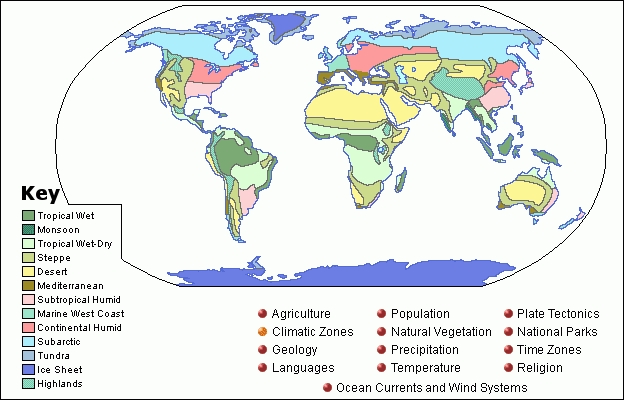 Key
Tropical Wet
Monsoon
Tropical Wet-Dry
Steppe
Desert
Mediterranean
Subtropical Humid
Marine West Coast
Continental Humid
Subarctic
Tundra
Ice Sheet
Highlands
Agriculture Population Plate Tectonics
Climatic Zones Natural Vegetation National Parks
Geology Precipitation Time Zones
Languages Temperature Religion
Ocean Currents and Wind Systems